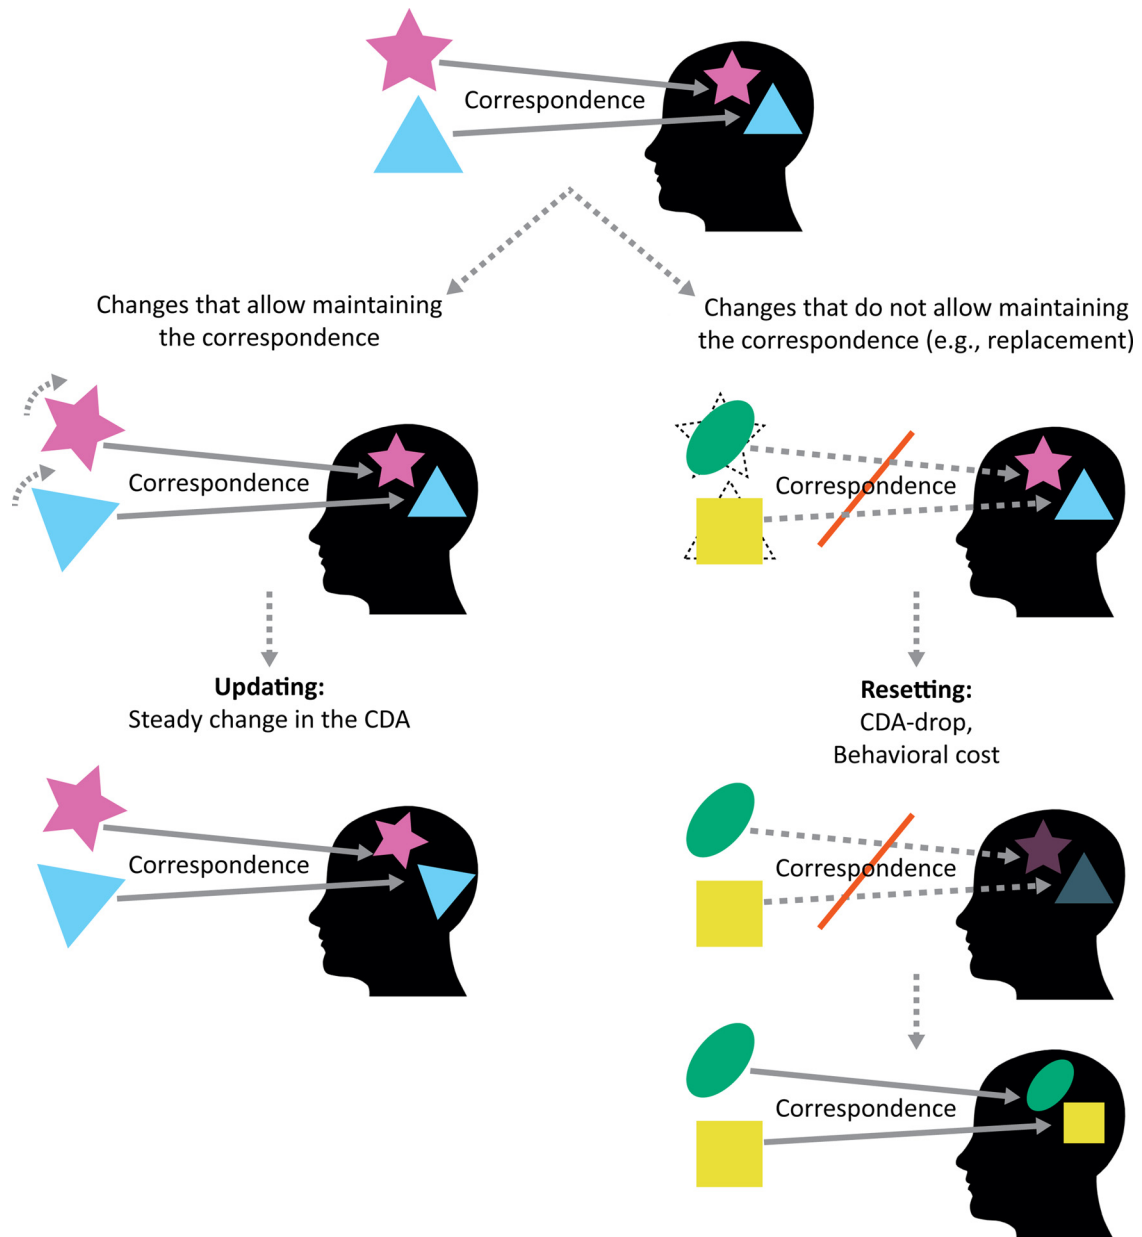 Correspondence
Changes that allow maintaining
the correspondence
Changes that do not allow maintaining
the correspondence (e.g., replacement)
Correspondence
Correspondence
Updating:
Steady change in the CDA
Resetting:
CDA-drop,
Behavioral cost
Correspondence
Correspondence
Correspondence